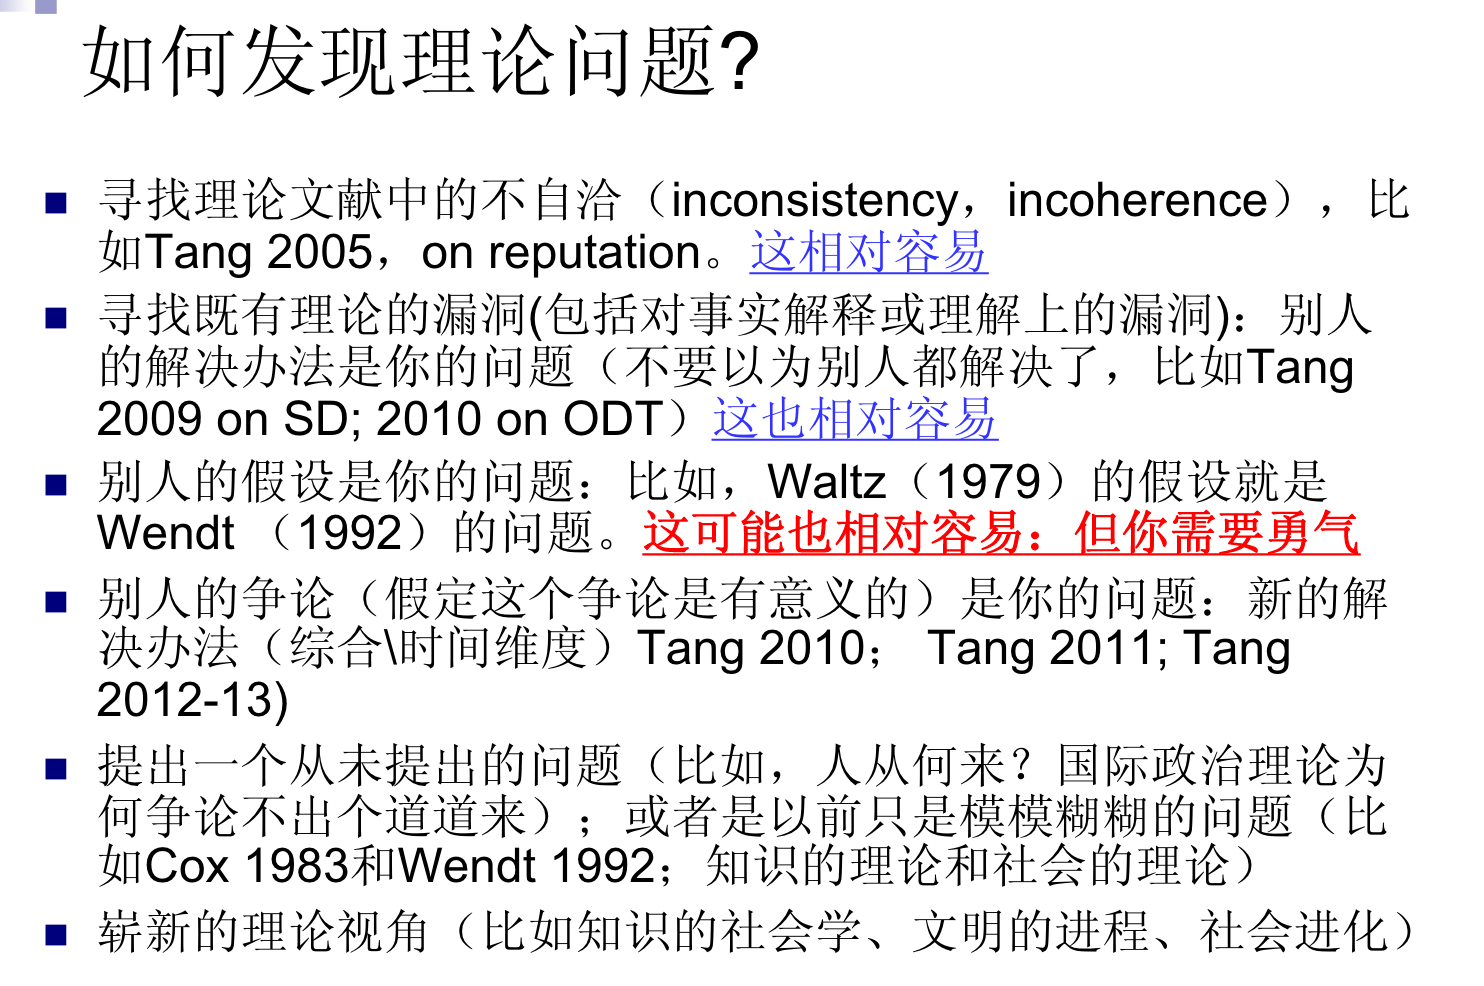 如何发现理论问题?
寻找理论文献中的不自洽（inconsistency，incoherence），比
如Tang 2005，on reputation。这相对容易
寻找既有理论的漏洞(包括对事实解释或理解上的漏洞)：别人
的解决办法是你的问题（不要以为别人都解决了，比如Tang
2009 on SD; 2010 on ODT）这也相对容易
别人的假设是你的问题：比如，Waltz（1979）的假设就是
Wendt （1992）的问题。这可能也相对容易：但你需要勇气
别人的争论（假定这个争论是有意义的）是你的问题：新的解
决办法（综合\时间维度）Tang 2010； Tang 2011; Tang
2012-13)
提出一个从未提出的问题（比如，人从何来？国际政治理论为
何争论不出个道道来）；或者是以前只是模模糊糊的问题（比
如Cox 1983和Wendt 1992；知识的理论和社会的理论）
崭新的理论视角（比如知识的社会学、文明的进程、社会进化）